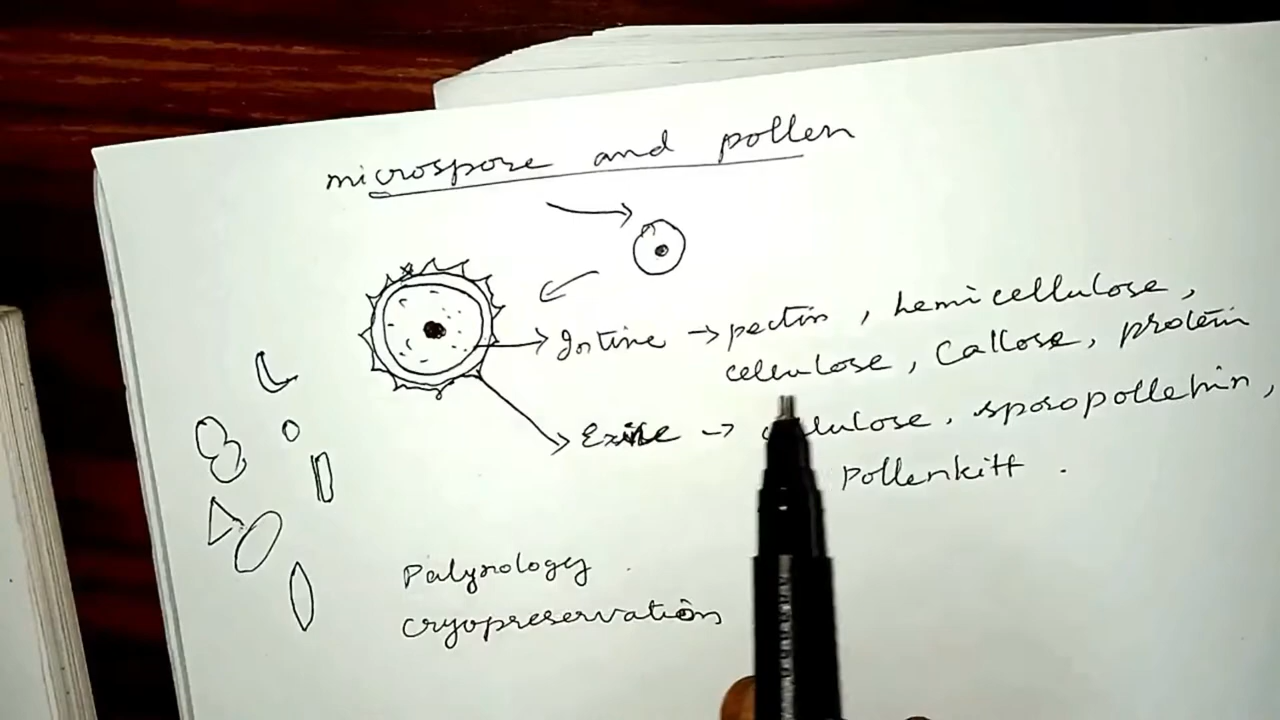 microspore and pollen
Intine → pectin, hemicellulose,
cellulose, Callose, protein
Exine → cellulose, sporopollenin,
Pollenkitt.
Palynology
cryopreservation